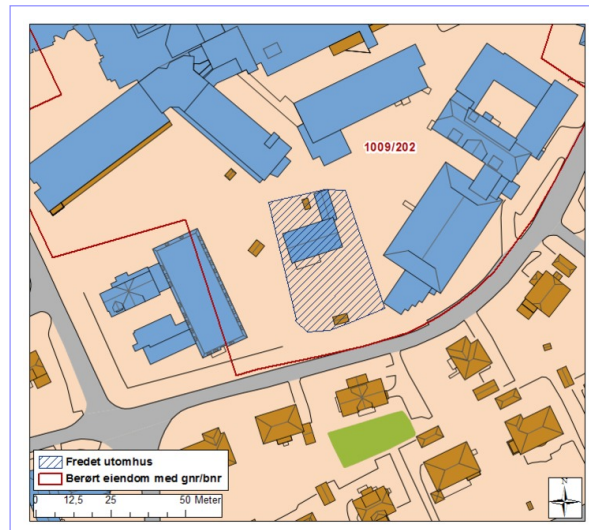 1009/202
Fredet utomhus
Berørt eiendom med gnr/bnr
0 12,5 25 50 Meter
N